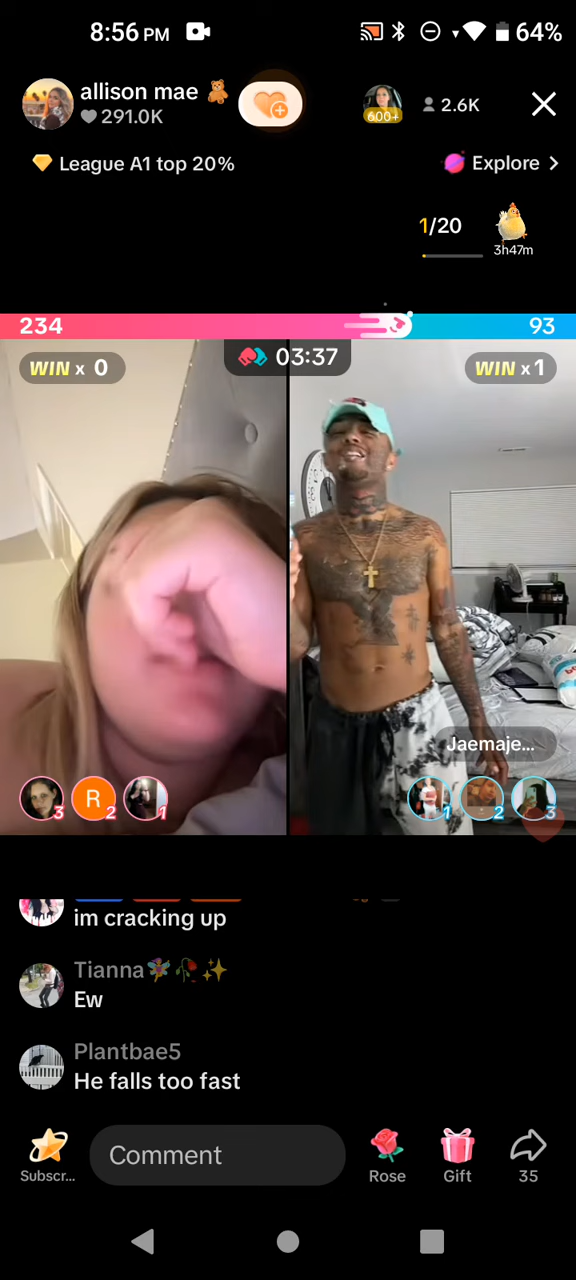 8:56 PM
64%
allison mae 🧸
291.0K
600+
2.6K
League A1 top 20%
Explore >
1/20
3h47m
234
93
WIN x 0
03:37
WIN x 1
Jaemaje...
3
R
2
1
1
2
3
im cracking up
Tianna🧚🥀✨
Ew
Plantbae5
He falls too fast
Comment
Subscr...
Rose
Gift
35